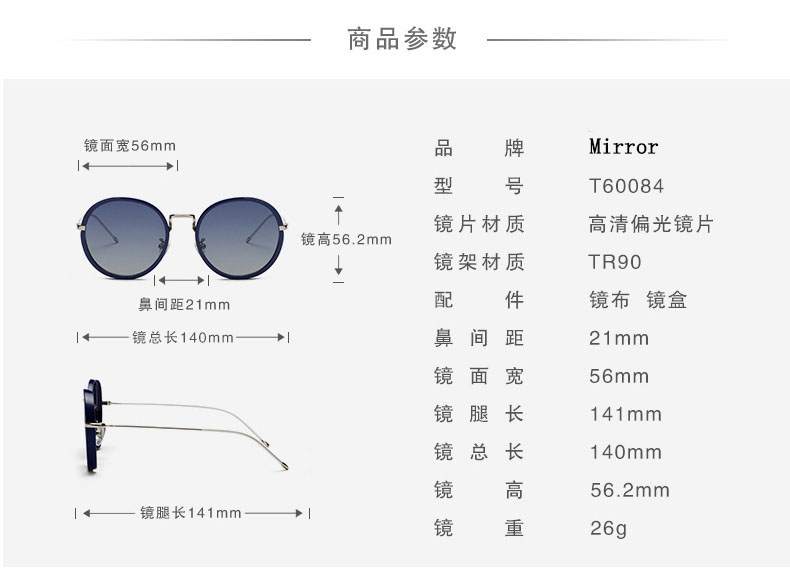 商品参数
镜面宽56mm
镜高56.2mm
鼻间距21mm
镜总长140mm
镜腿长141mm
品牌 Mirror
型号 T60084
镜片材质 高清偏光镜片
镜架材质 TR90
配件 镜布 镜盒
鼻间距 21mm
镜面宽 56mm
镜腿长 141mm
镜总长 140mm
镜高 56.2mm
镜重 26g